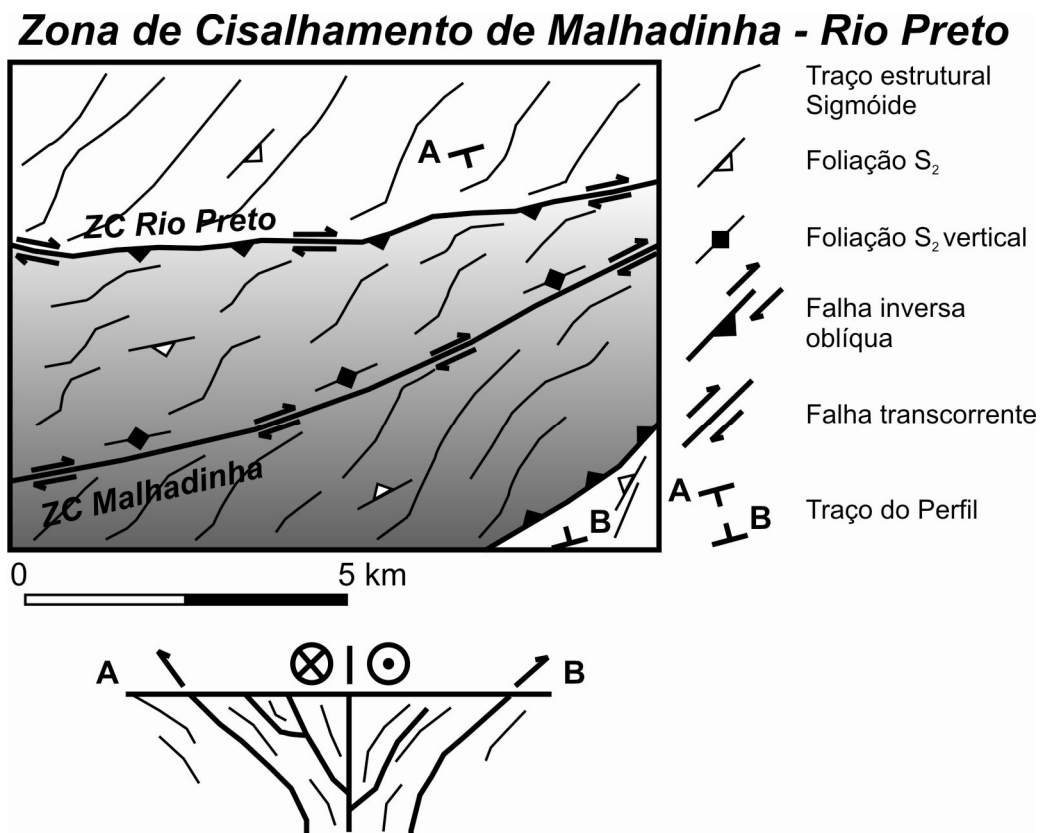 Zona de Cisalhamento de Malhadinha - Rio Preto
A
ZC Rio Preto
ZC Malhadinha
B
Traço estrutural
Sigmóide
Foliação S₂
Foliação S₂ vertical
Falha inversa
oblíqua
Falha transcorrente
A
B
Traço do Perfil
0
5 km
A
B